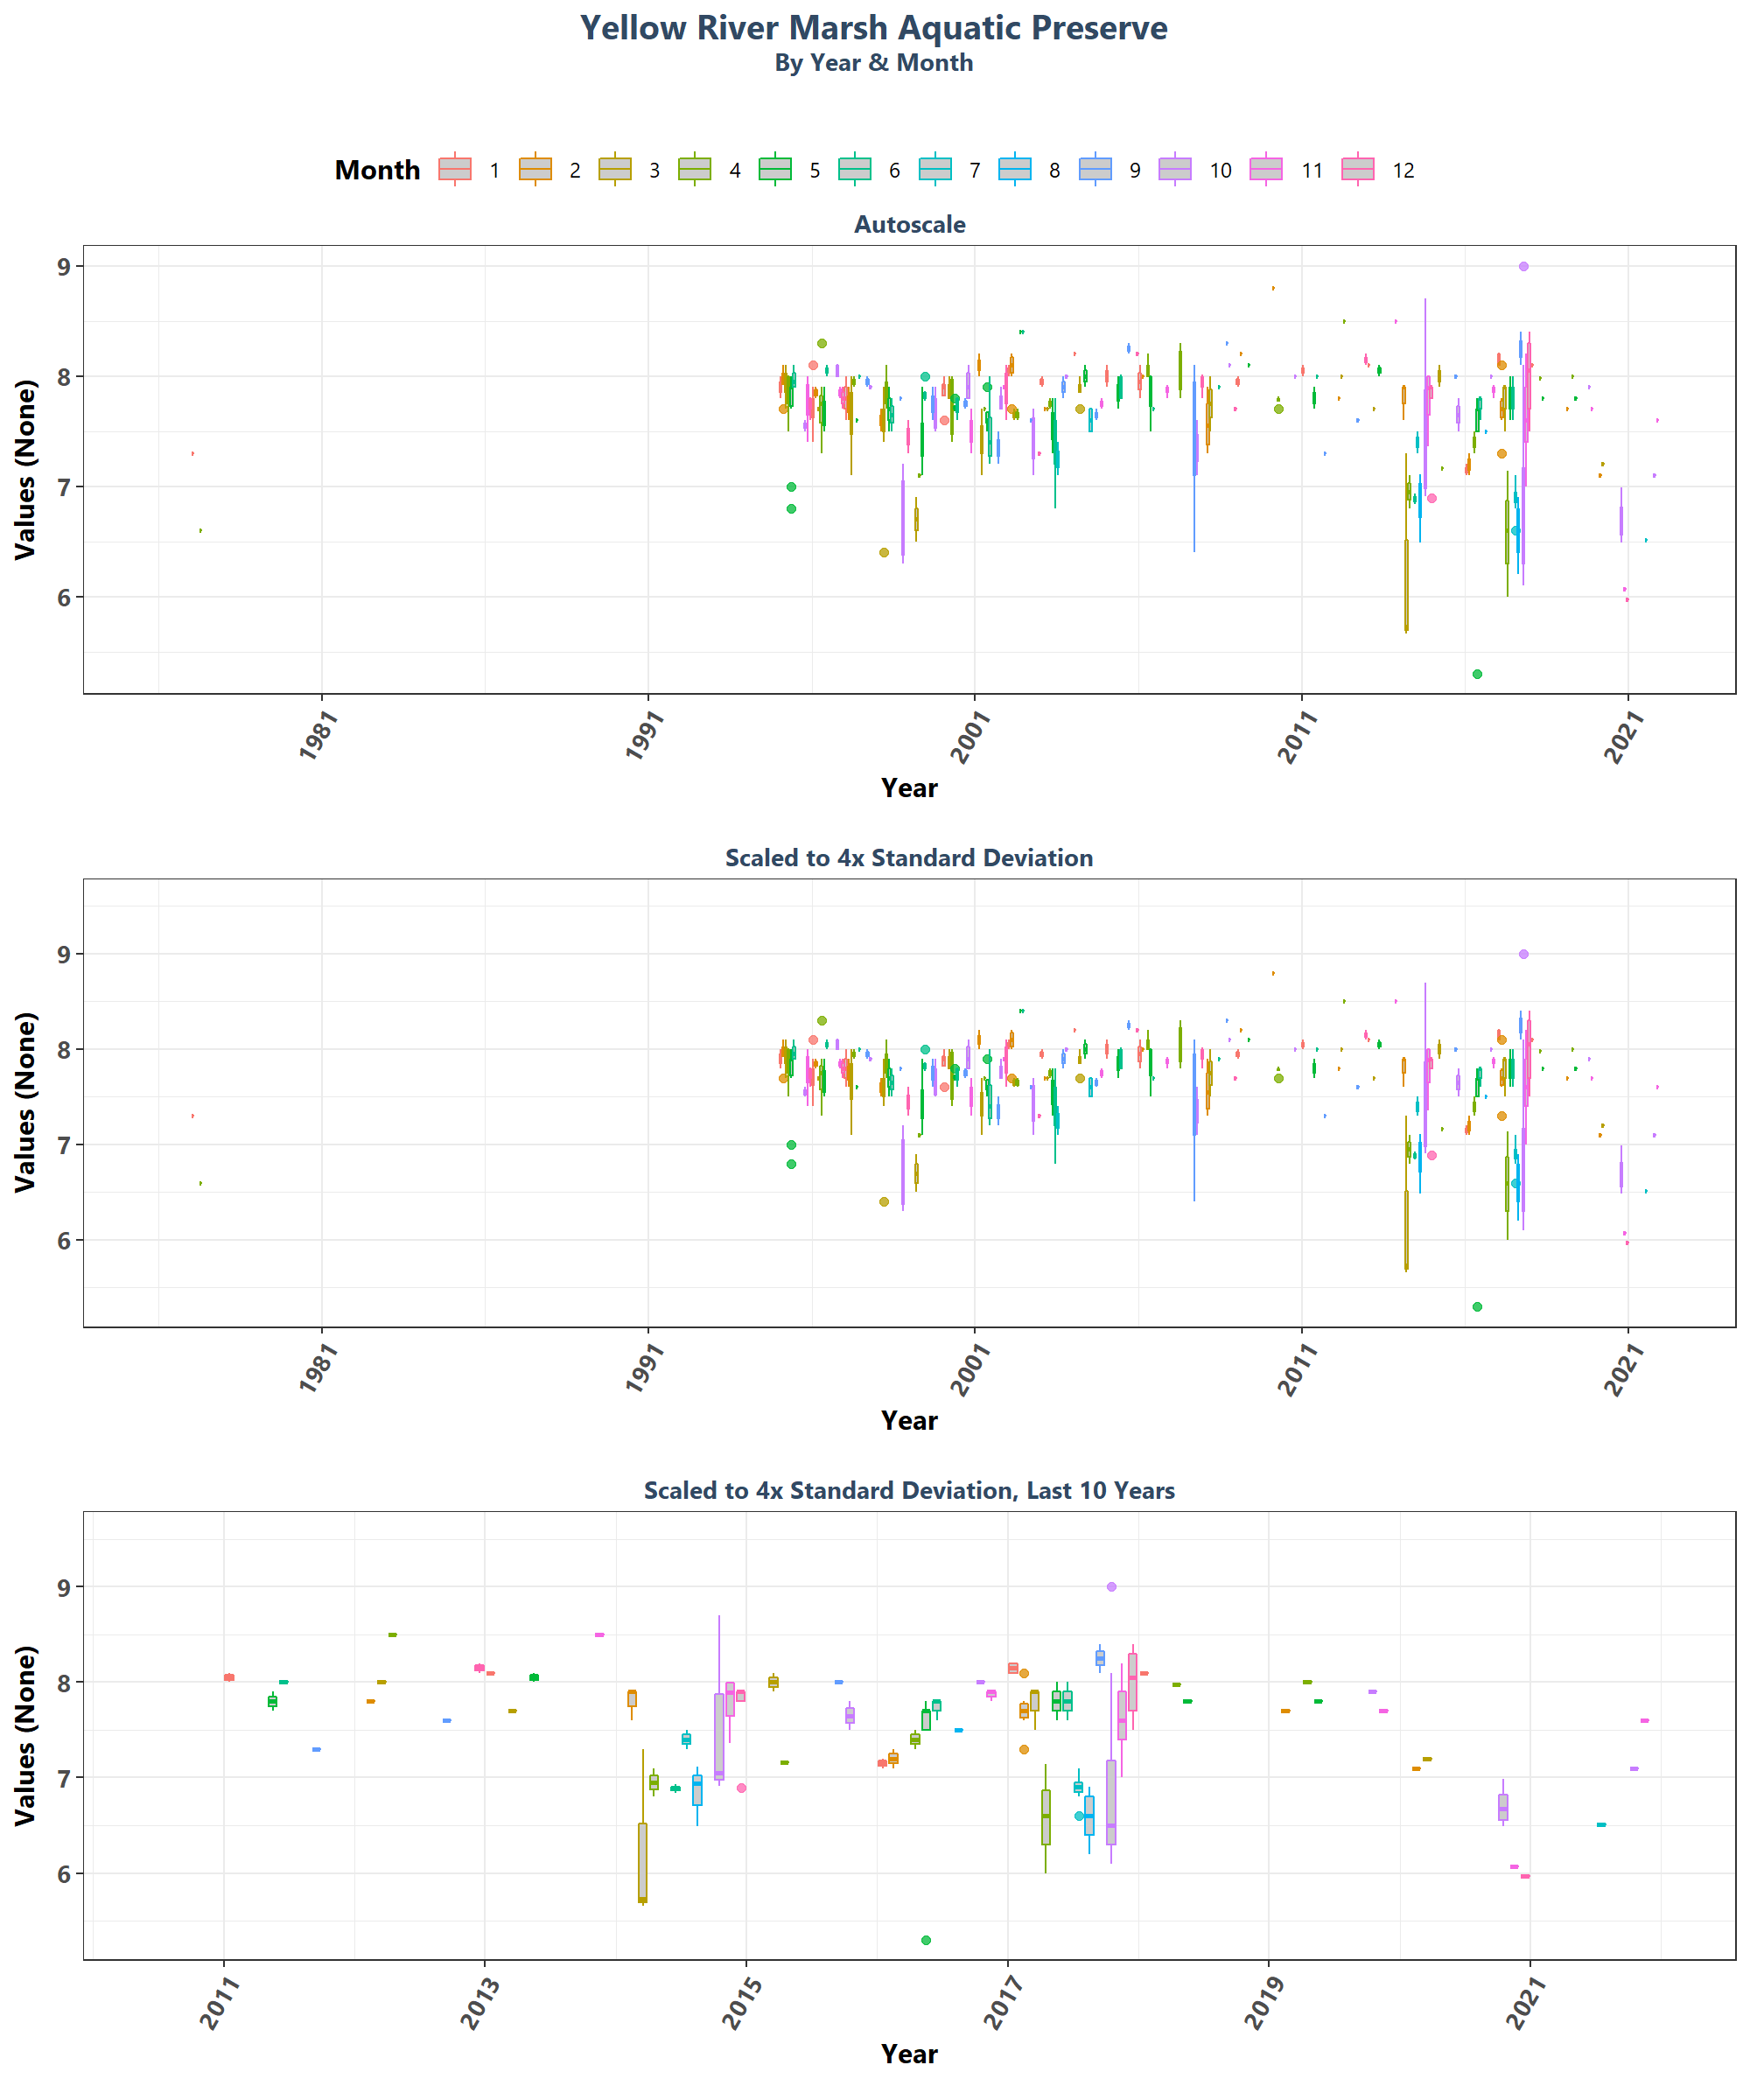 Yellow River Marsh Aquatic Preserve
By Year & Month
Month 1 2 3 4 5 6 7 8 9 10 11 12
Autoscale
Values (None)
9
8
7
6
1981 1991 2001 2011 2021
Year
Scaled to 4x Standard Deviation
Values (None)
9
8
7
6
1981 1991 2001 2011 2021
Year
Scaled to 4x Standard Deviation, Last 10 Years
Values (None)
9
8
7
6
2011 2013 2015 2017 2019 2021
Year